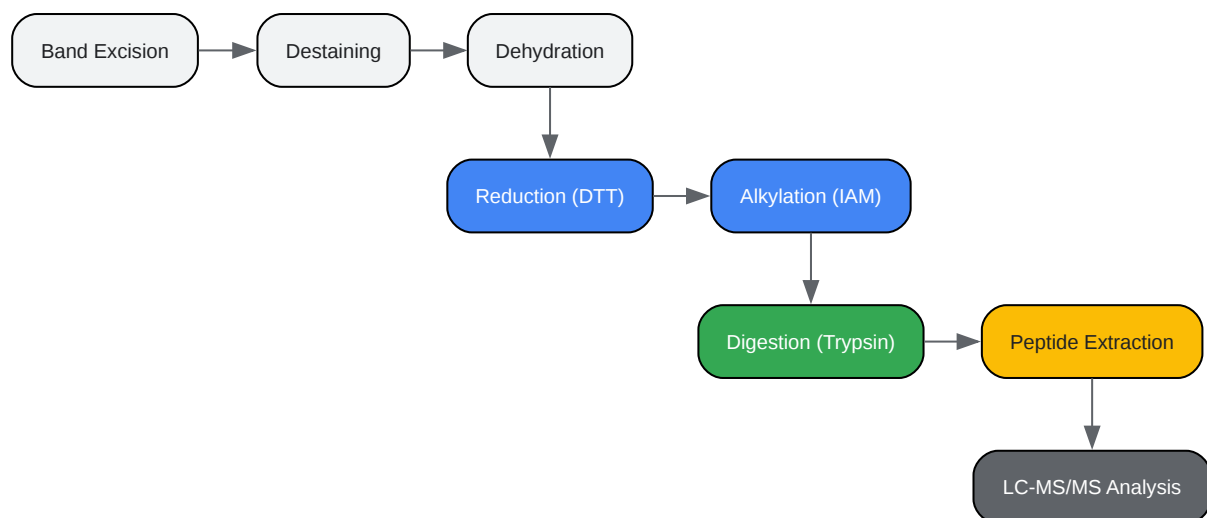 Band Excision
Destaining
Dehydration
Reduction (DTT)
Alkylation (IAM)
Digestion (Trypsin)
Peptide Extraction
LC-MS/MS Analysis